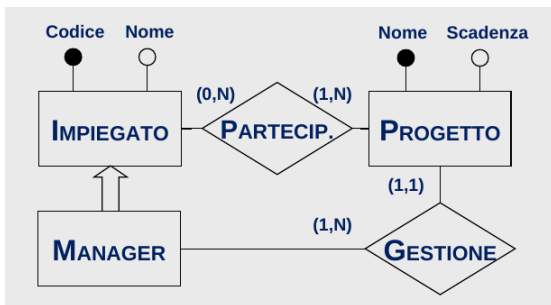 Codice Nome Nome Scadenza
(0,N) (1,N)
IMPIEGATO PARTECIP. PROGETTO
(1,1)
(1,N)
MANAGER GESTIONE